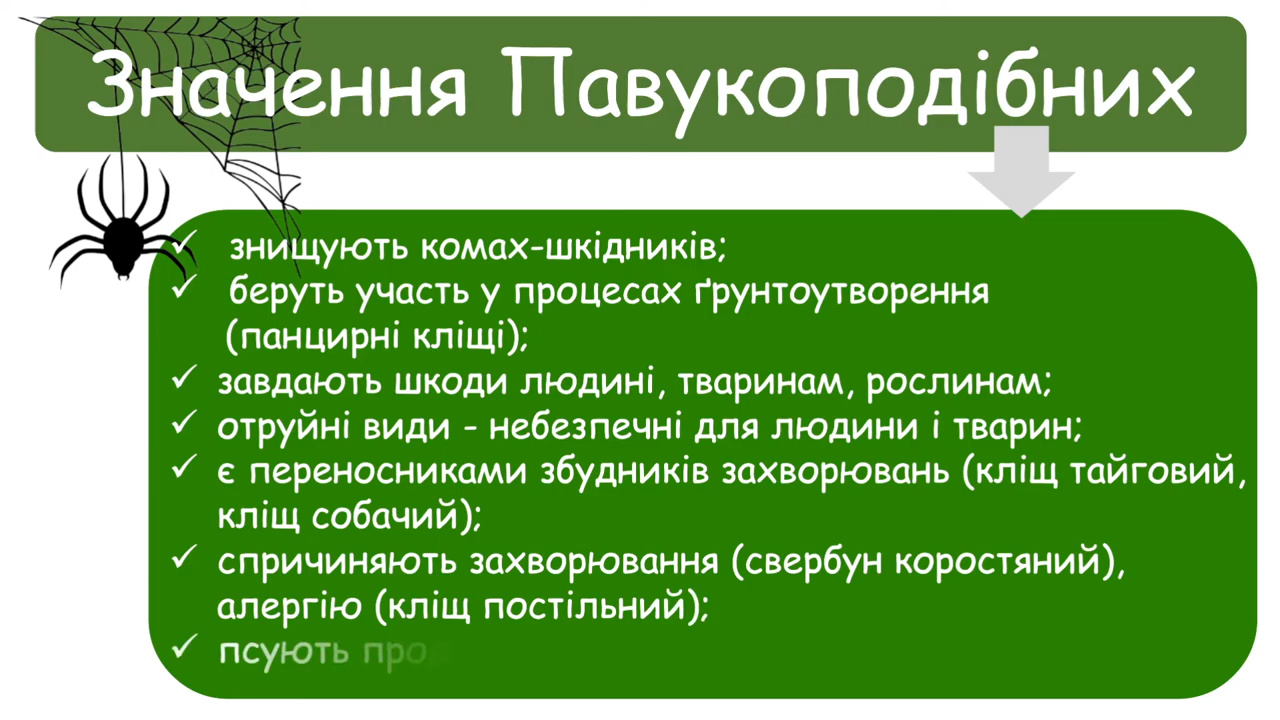 Значення Павукоподібних
знищують комах-шкідників;
беруть участь у процесах ґрунтоутворення
(панцирні кліщі);
завдають шкоди людині, тваринам, рослинам;
отруйні види - небезпечні для людини і тварин;
є переносниками збудників захворювань (кліщ тайговий,
кліщ собачий);
спричиняють захворювання (свербун коростяний),
алергію (кліщ постільний);
псують